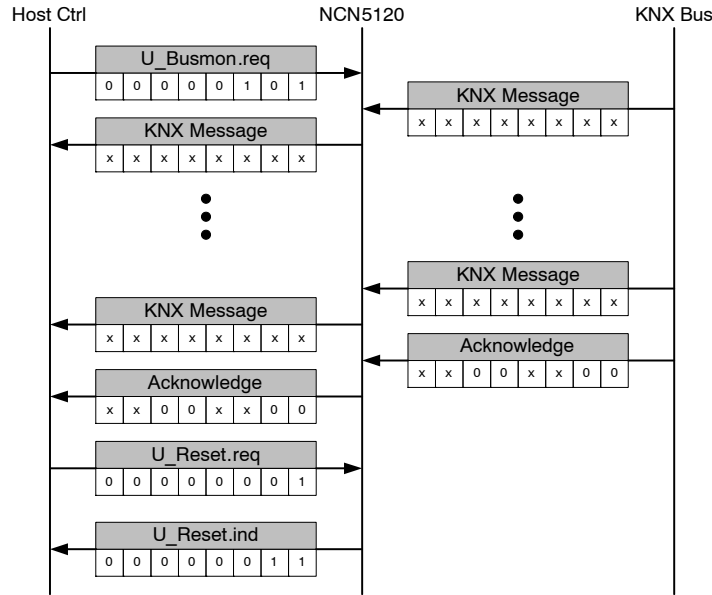 Host Ctrl NCN5120 KNX Bus
U_Busmon.req
0 0 0 0 0 1 0 1
KNX Message
x x x x x x x x
KNX Message
x x x x x x x x
KNX Message
x x x x x x x x
KNX Message
x x x x x x x x
Acknowledge
x x 0 0 x x 0 0
Acknowledge
x x 0 0 x x 0 0
U_Reset.req
0 0 0 0 0 0 0 1
U_Reset.ind
0 0 0 0 0 0 1 1